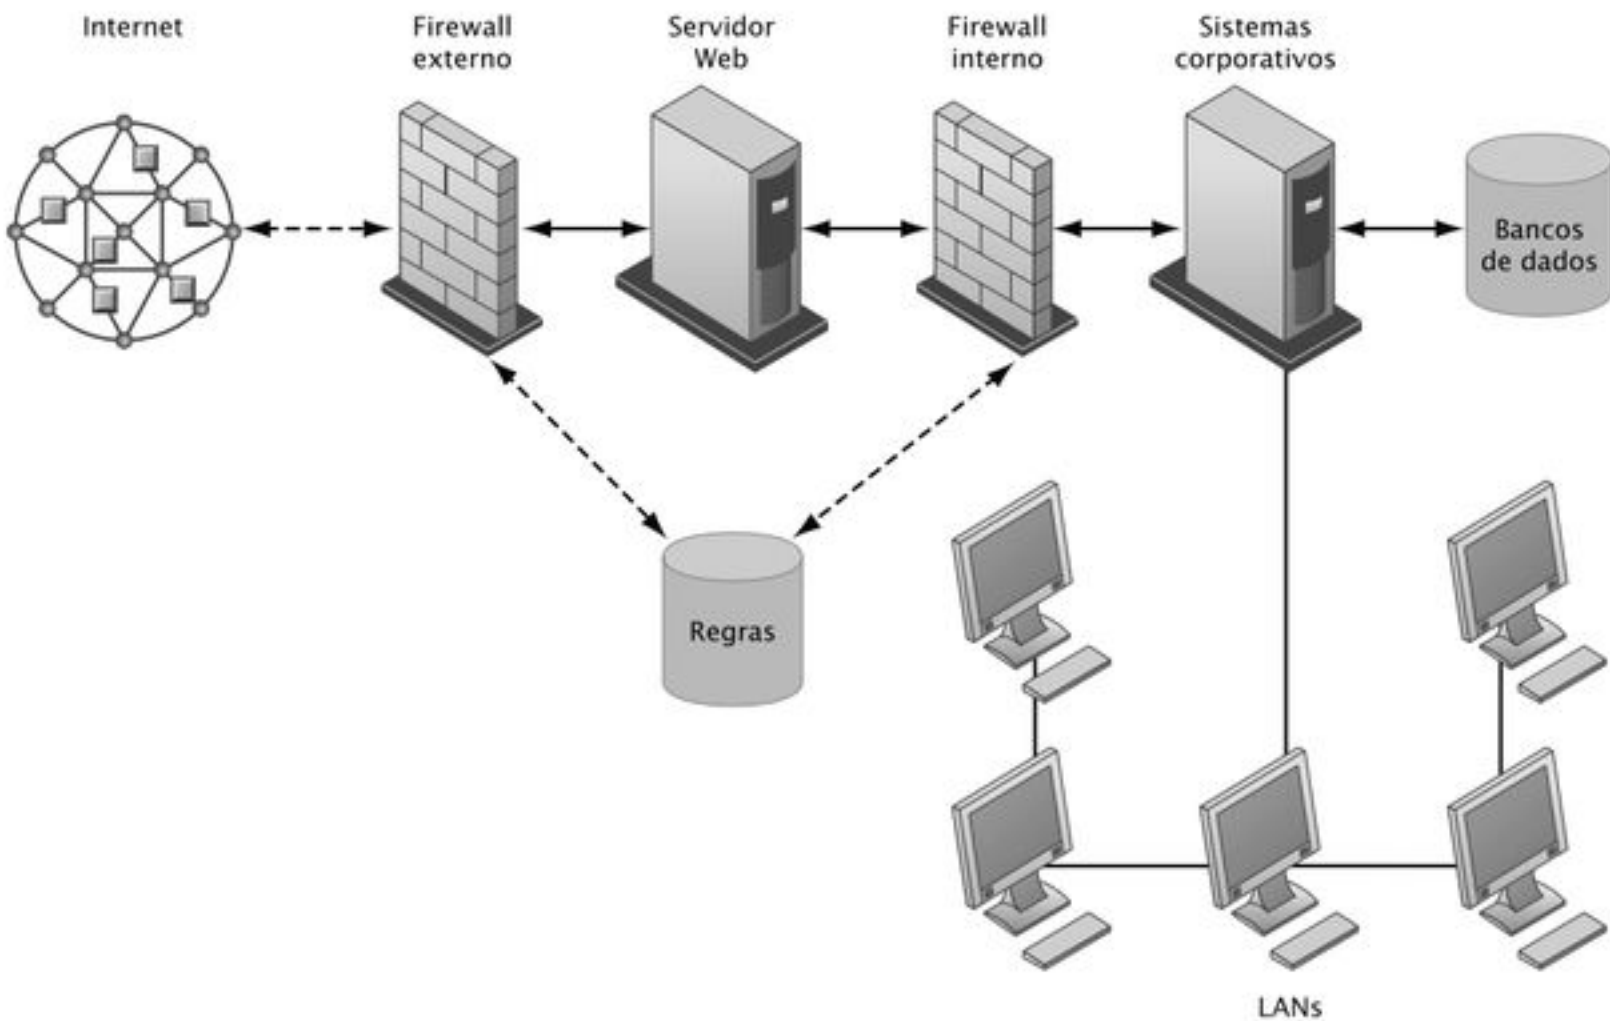 Internet
Firewall
externo
Servidor
Web
Firewall
interno
Sistemas
corporativos
Bancos
de dados
Regras
LANs